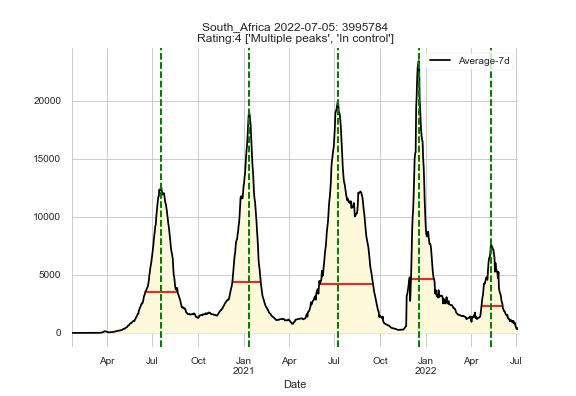 South_Africa 2022-07-05: 3995784
Rating:4 ['Multiple peaks', 'In control']
Average-7d
20000
15000
10000
5000
0
Apr Jul Oct Jan Apr Jul Oct Jan Apr Jul
2021 2022
Date